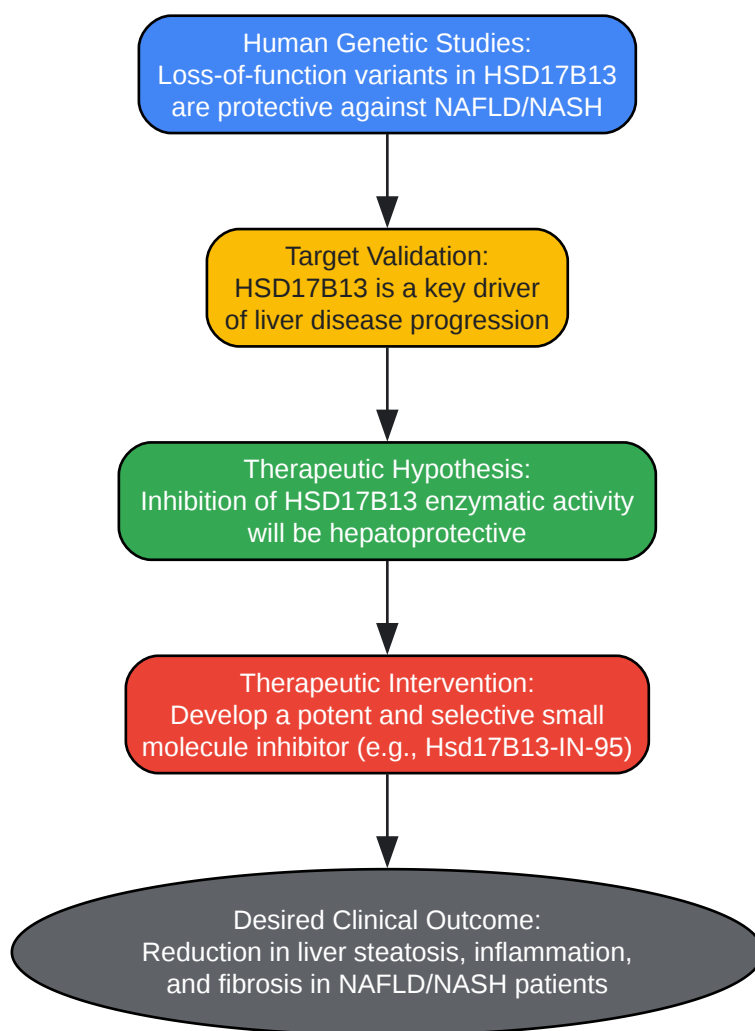 Human Genetic Studies:
Loss-of-function variants in HSD17B13
are protective against NAFLD/NASH
Target Validation:
HSD17B13 is a key driver
of liver disease progression
Therapeutic Hypothesis:
Inhibition of HSD17B13 enzymatic activity
will be hepatoprotective
Therapeutic Intervention:
Develop a potent and selective small
molecule inhibitor (e.g., Hsd17B13-IN-95)
Desired Clinical Outcome:
Reduction in liver steatosis, inflammation,
and fibrosis in NAFLD/NASH patients